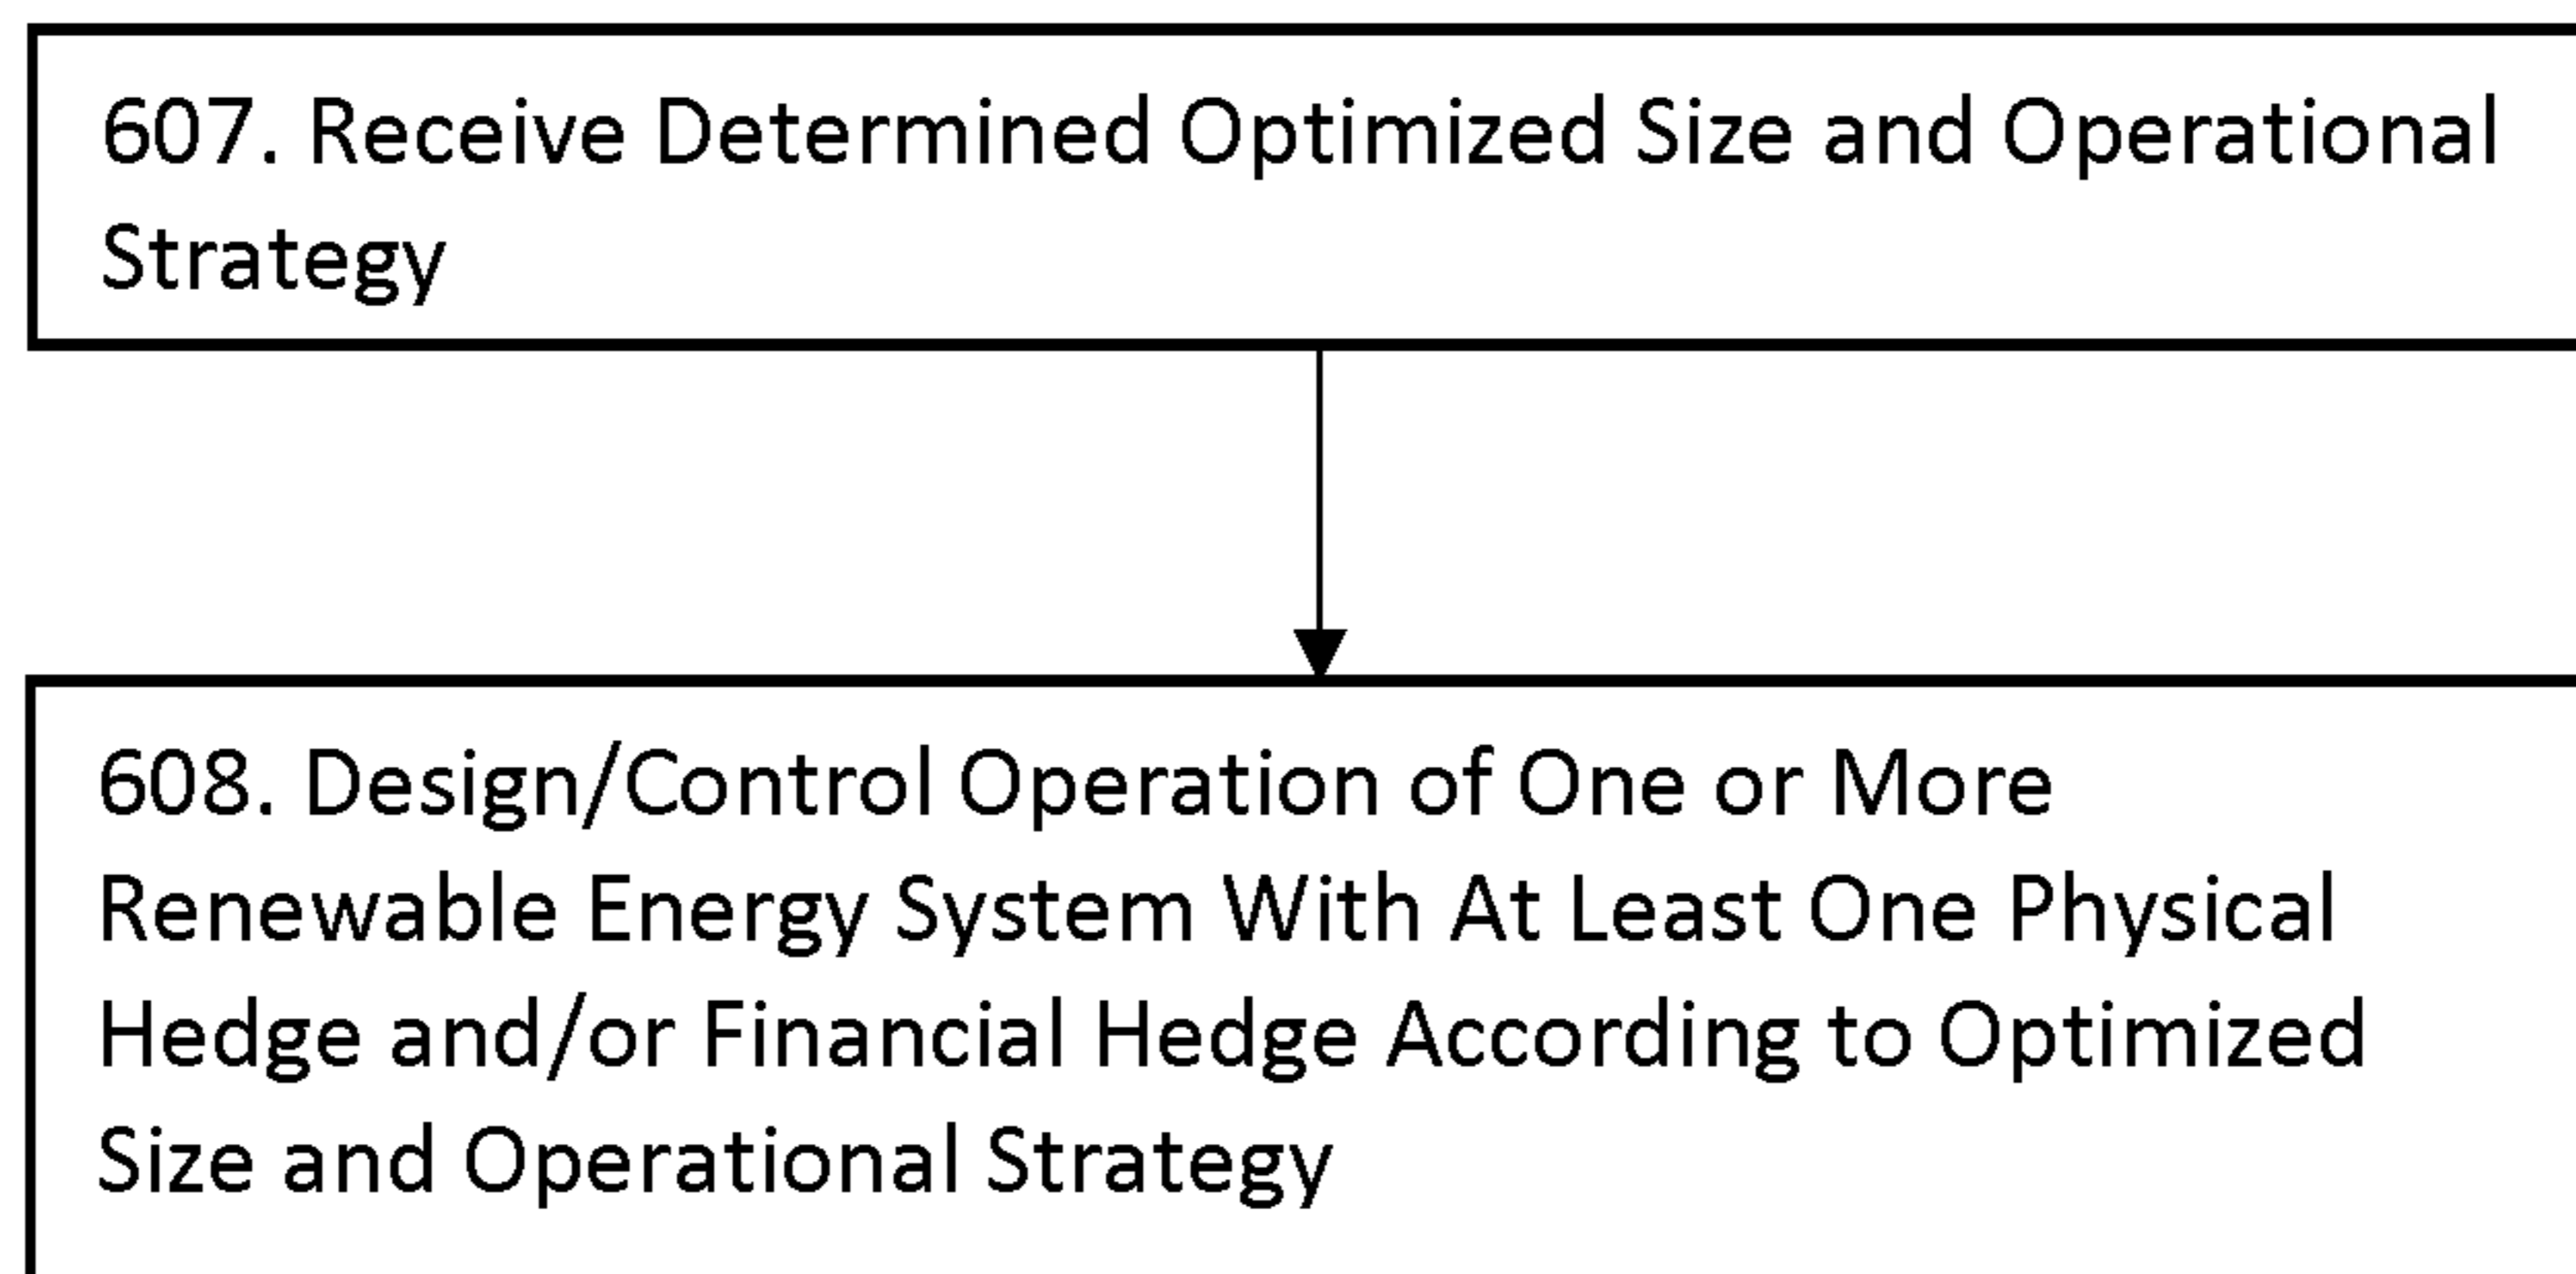 607. Receive Determined Optimized Size and Operational
Strategy
608. Design/Control Operation of One or More
Renewable Energy System With At Least One Physical
Hedge and/or Financial Hedge According to Optimized
Size and Operational Strategy